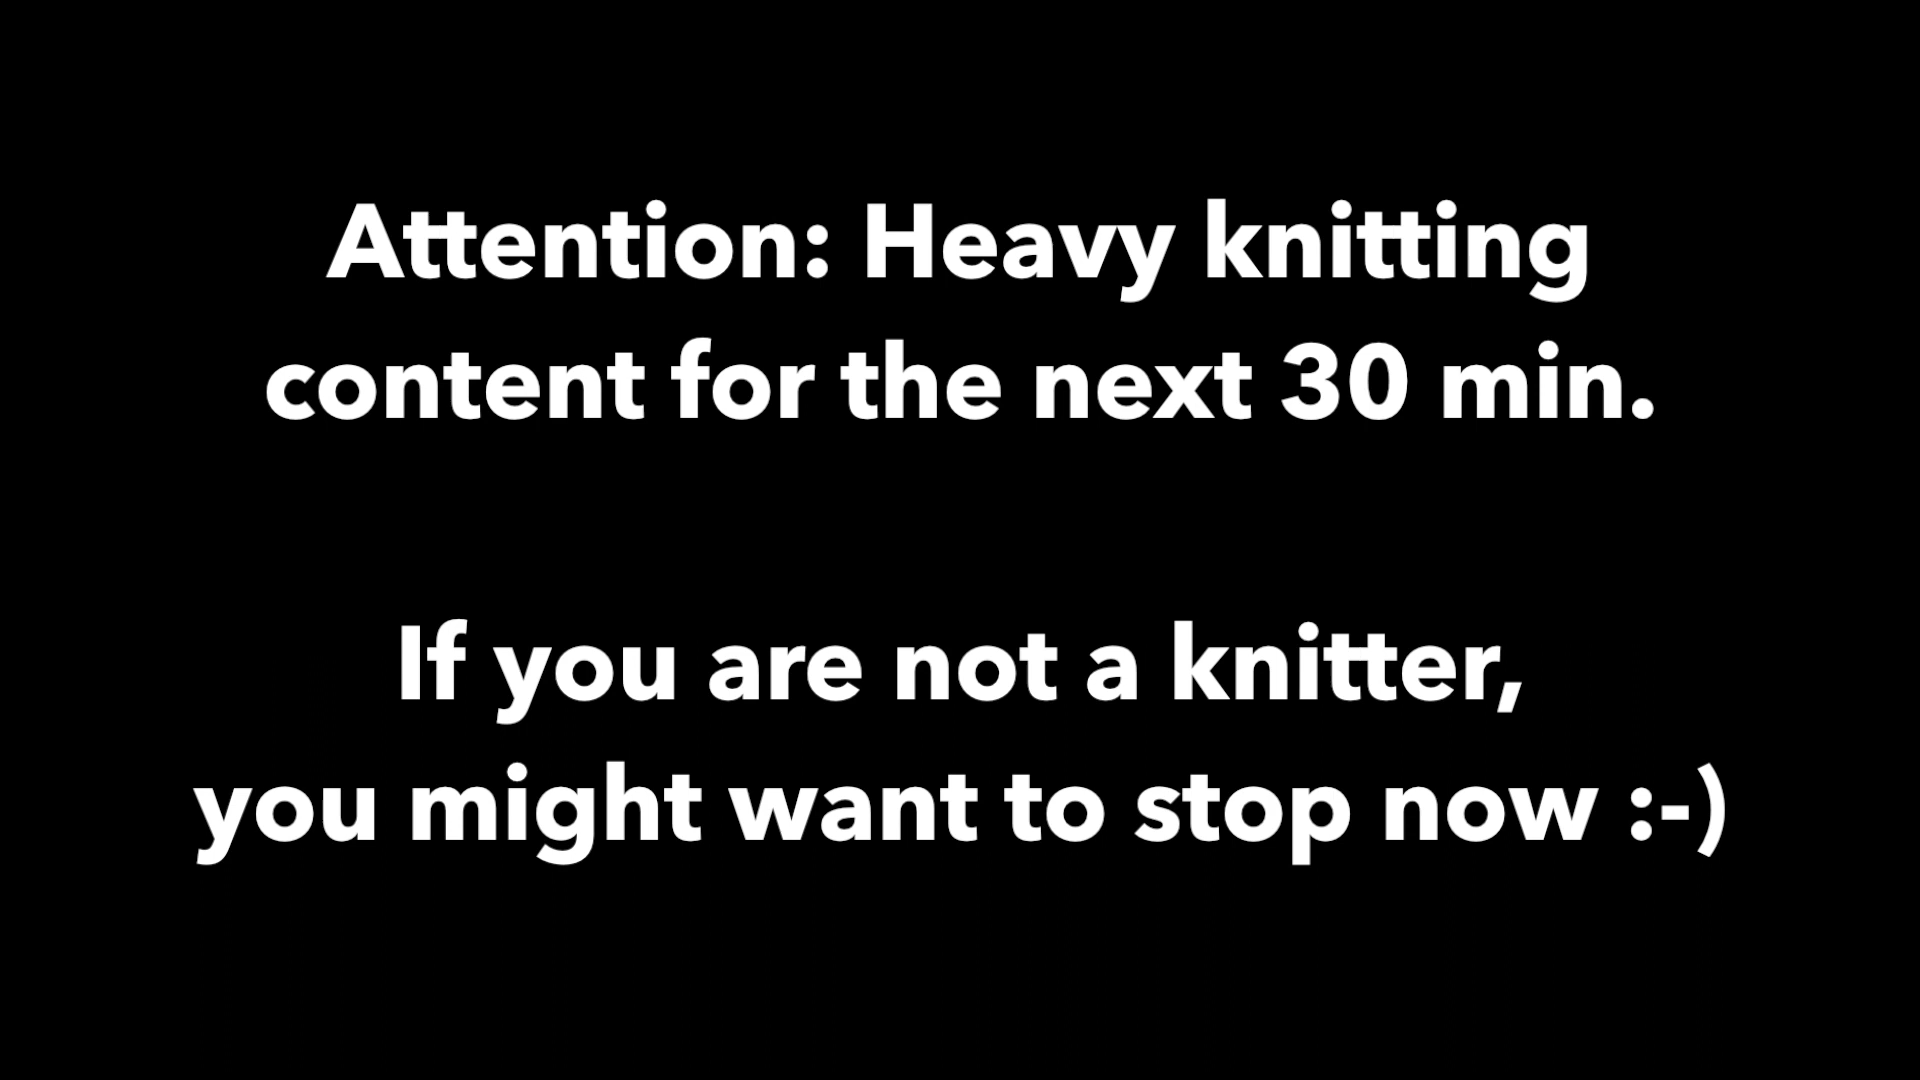 Attention: Heavy knitting
content for the next 30 min.
If you are not a knitter,
you might want to stop now :-)